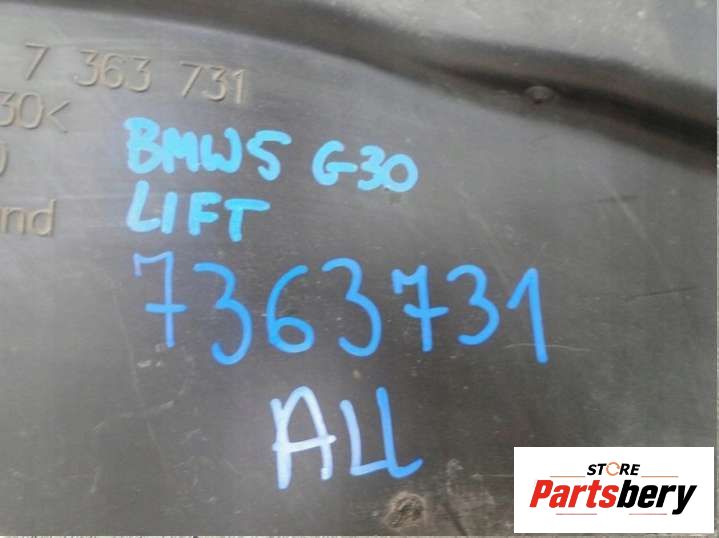 7 363 731
30<
nd
BMW5 G30
LIFT
7363731
ALL
STORE
Partsbery